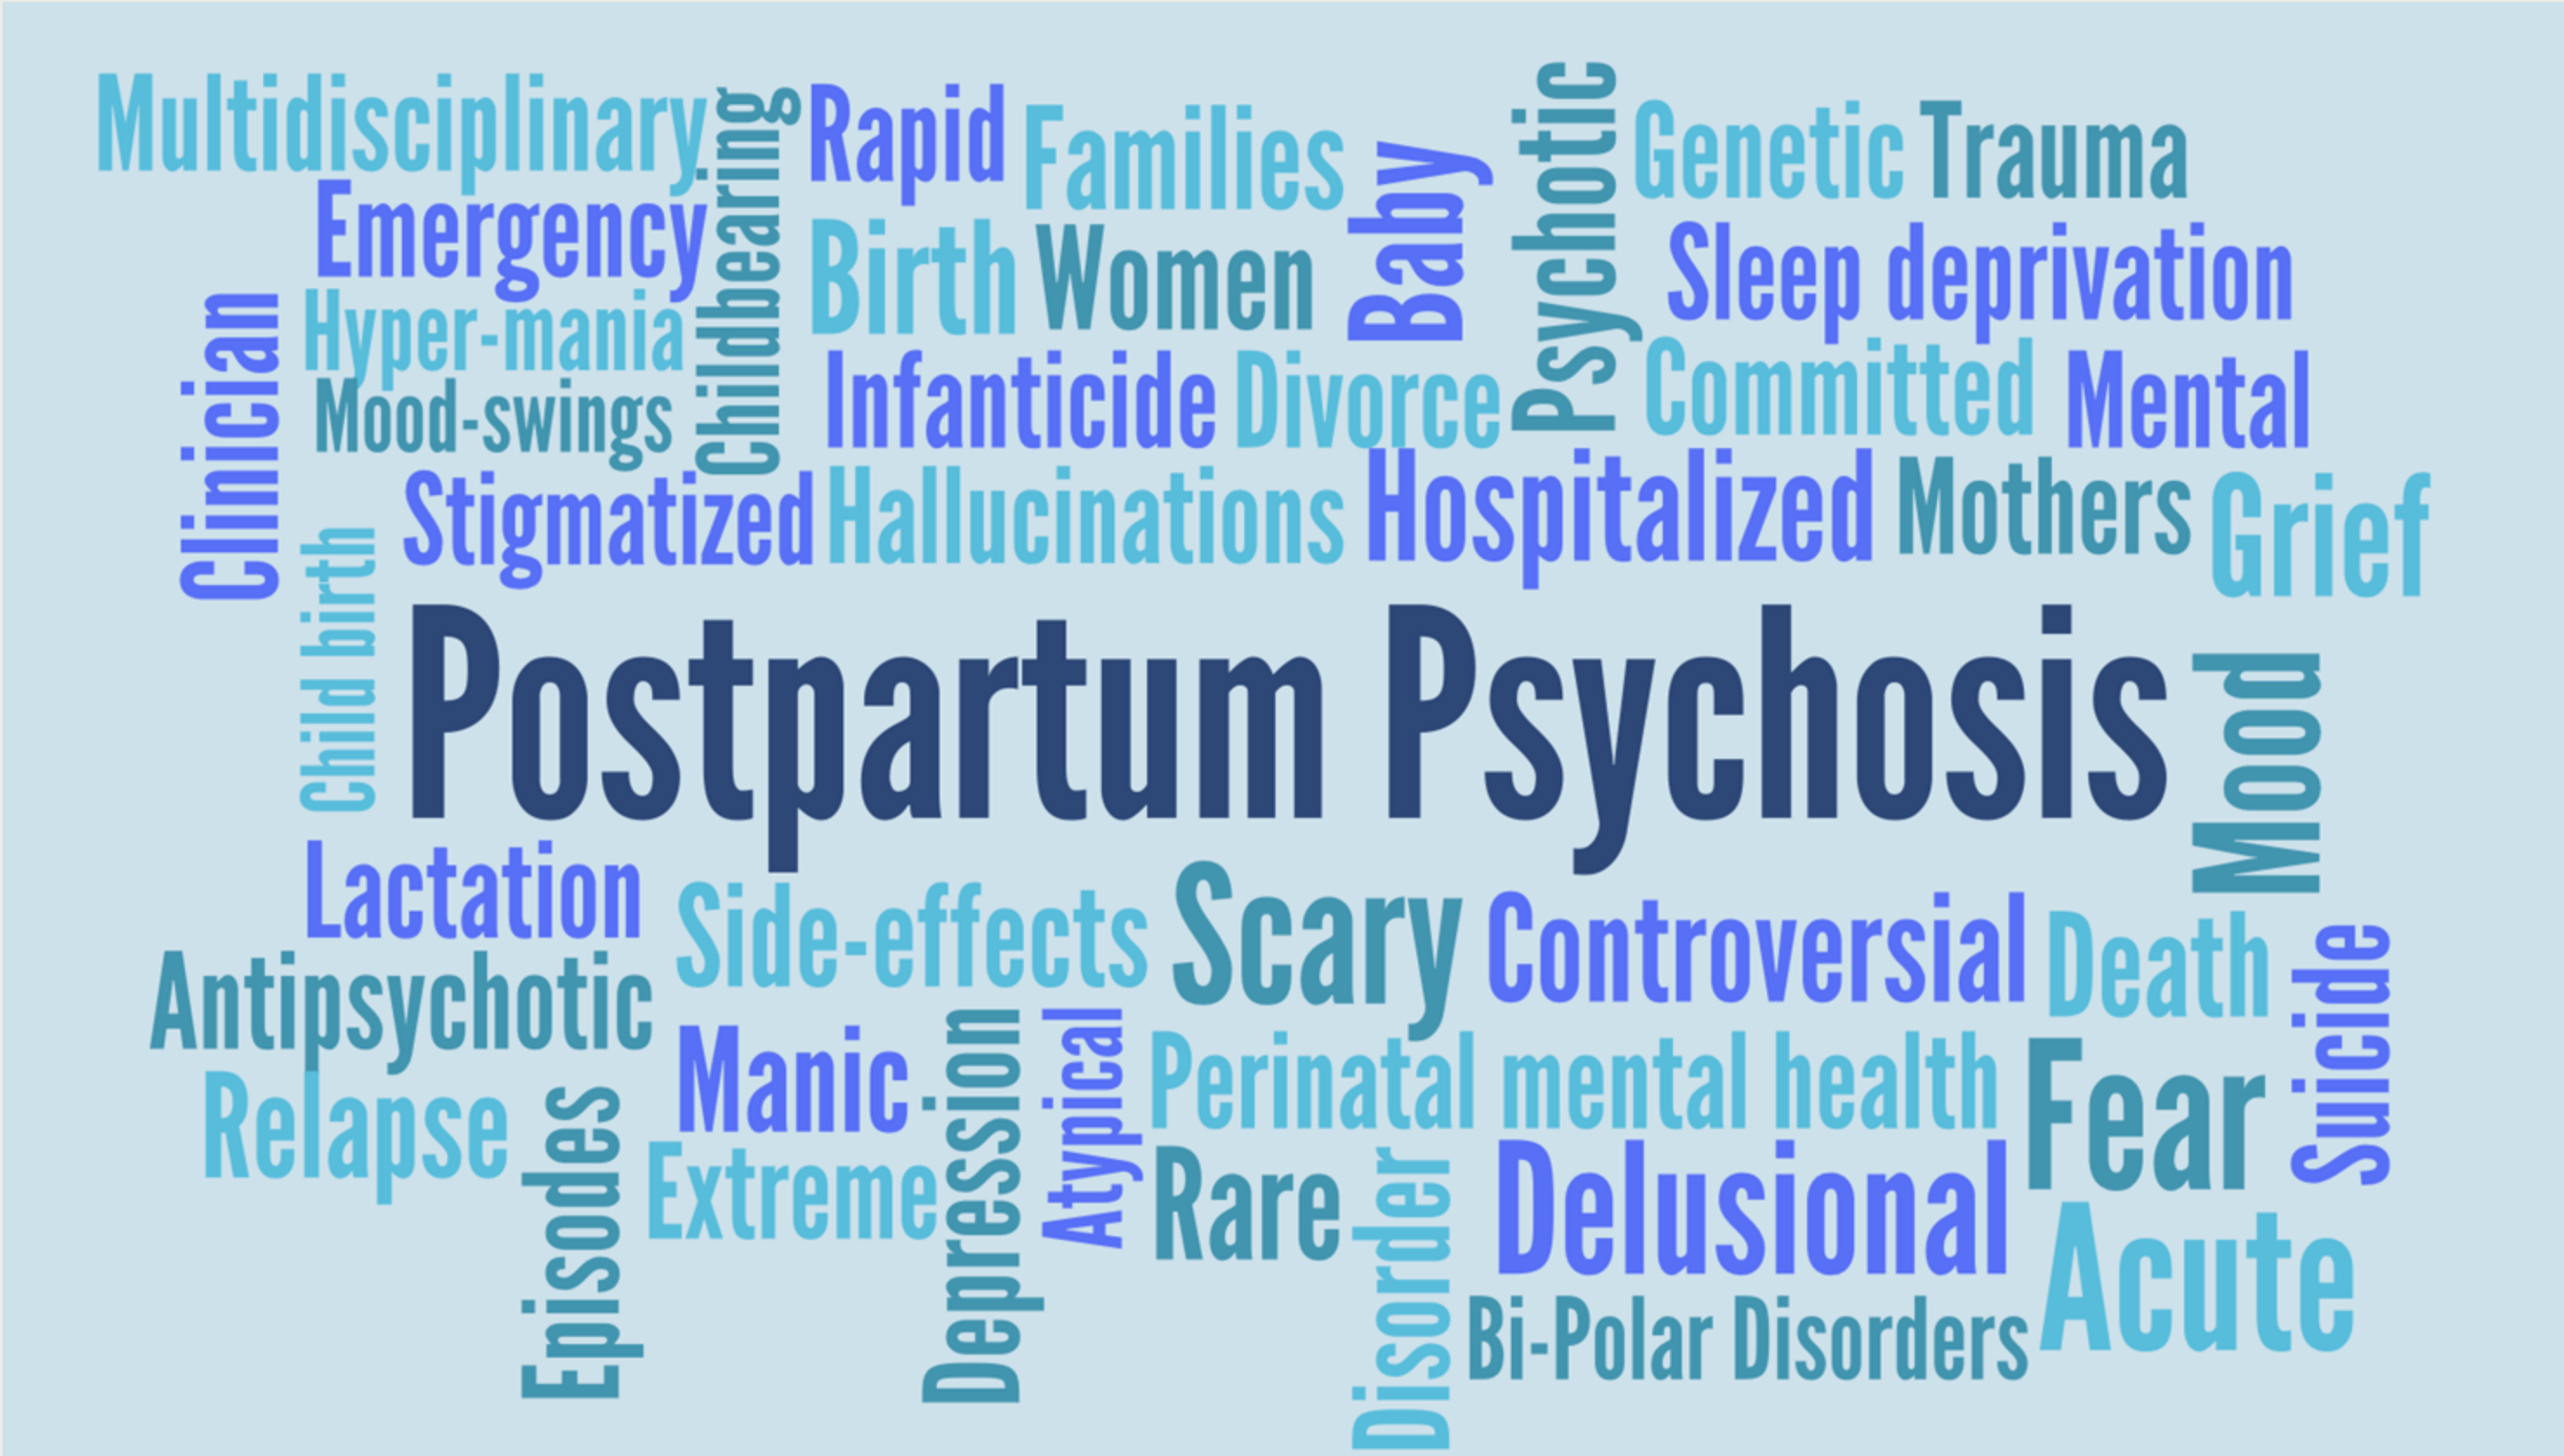 Multidisciplinary
Childbearing
Rapid
Families
Baby
Psychotic
Genetic
Trauma
Emergency
Birth
Women
Sleep deprivation
Clinician
Hyper-mania
Mood-swings
Infanticide
Divorce
Committed
Mental
Stigmatized
Hallucinations
Hospitalized
Mothers
Grief
Child birth
Postpartum Psychosis
Mood
Lactation
Side-effects
Scary
Controversial
Death
Suicide
Antipsychotic
Manic
Depression
Atypical
Perinatal mental health
Fear
Relapse
Episodes
Extreme
Rare
Disorder
Delusional
Acute
Bi-Polar Disorders